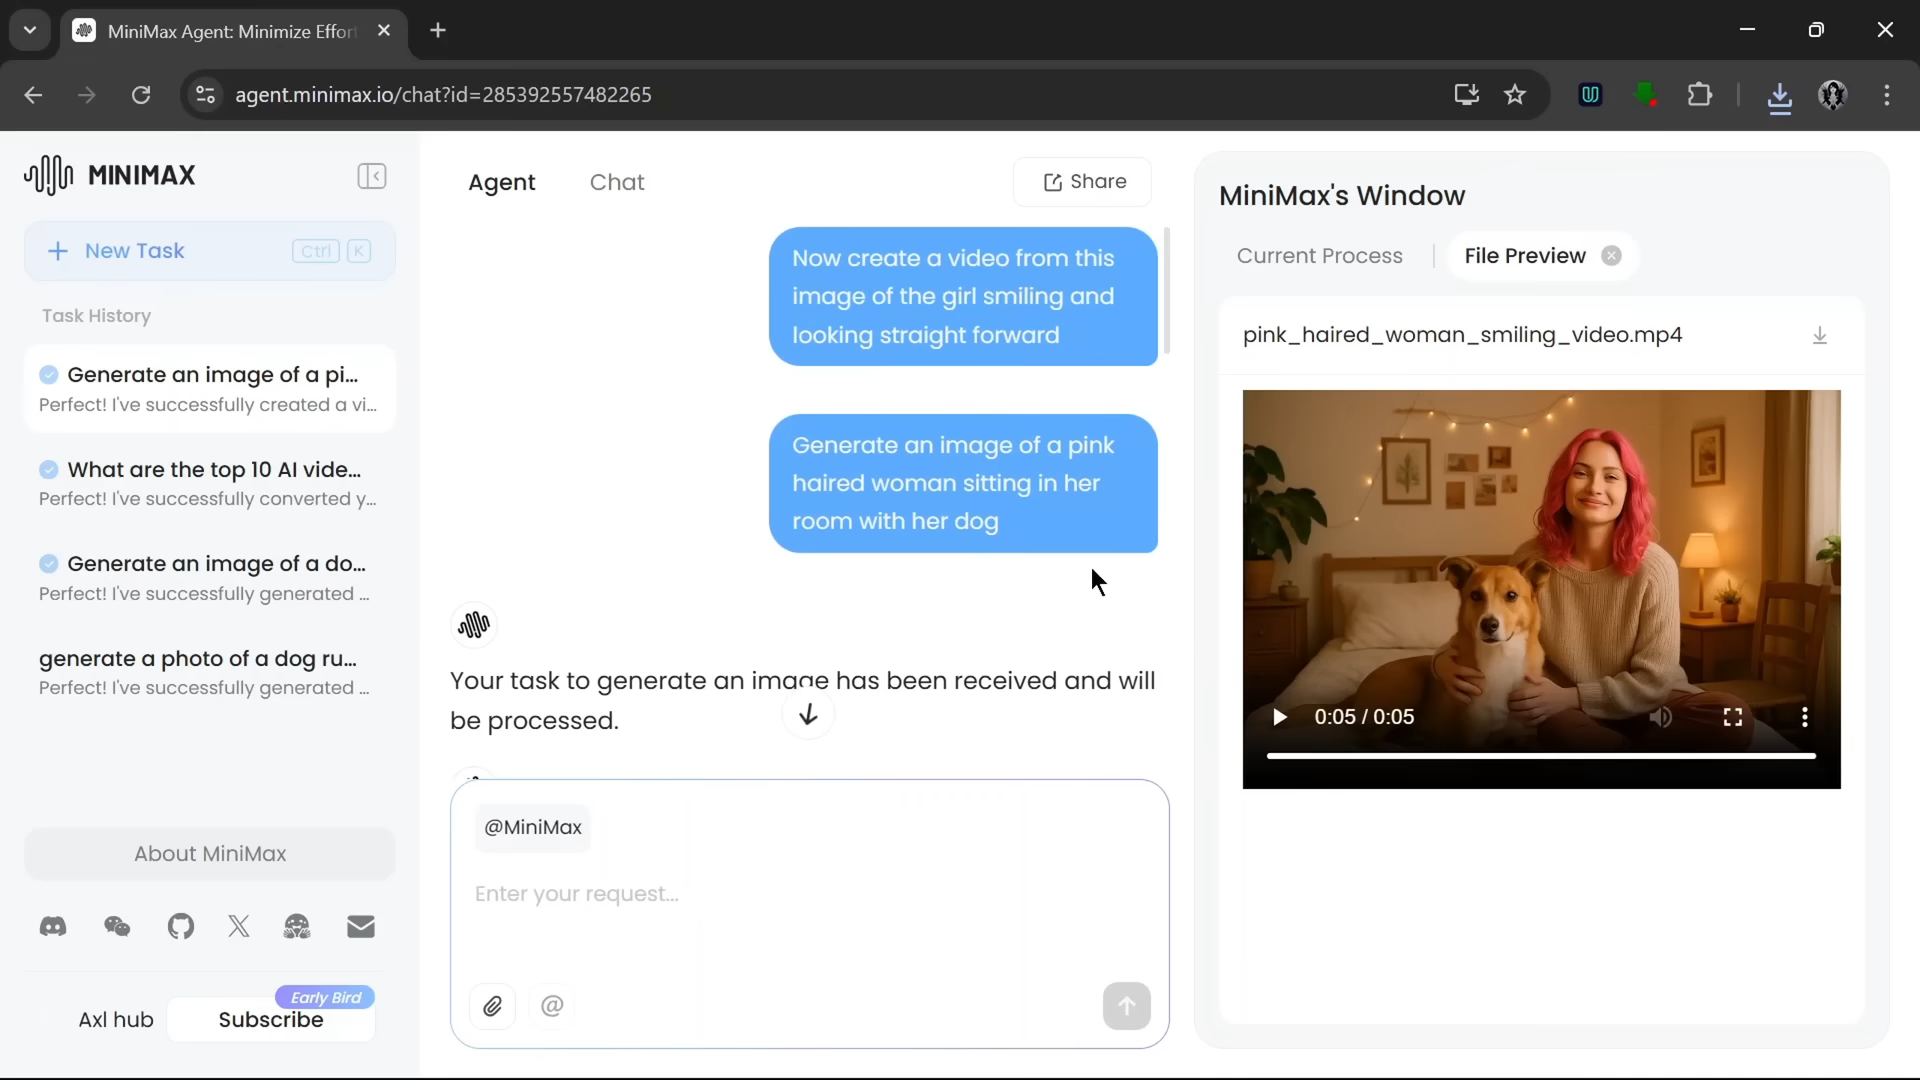 MiniMax Agent: Minimize Effor
agent.minimax.io/chat?id=285392557482265
MINIMAX
New Task
Ctrl K
Task History
Generate an image of a pi...
Perfect! I've successfully created a vi...
What are the top 10 AI vide...
Perfect! I've successfully converted y...
Generate an image of a do...
Perfect! I've successfully generated ...
generate a photo of a dog ru...
Perfect! I've successfully generated ...
About MiniMax
Early Bird
Axl hub
Subscribe
Agent
Chat
Share
Now create a video from this
image of the girl smiling and
looking straight forward
Generate an image of a pink
haired woman sitting in her
room with her dog
Your task to generate an image has been received and will
be processed.
@MiniMax
Enter your request...
@
MiniMax's Window
Current Process
File Preview
pink_haired_woman_smiling_video.mp4
0:05 / 0:05